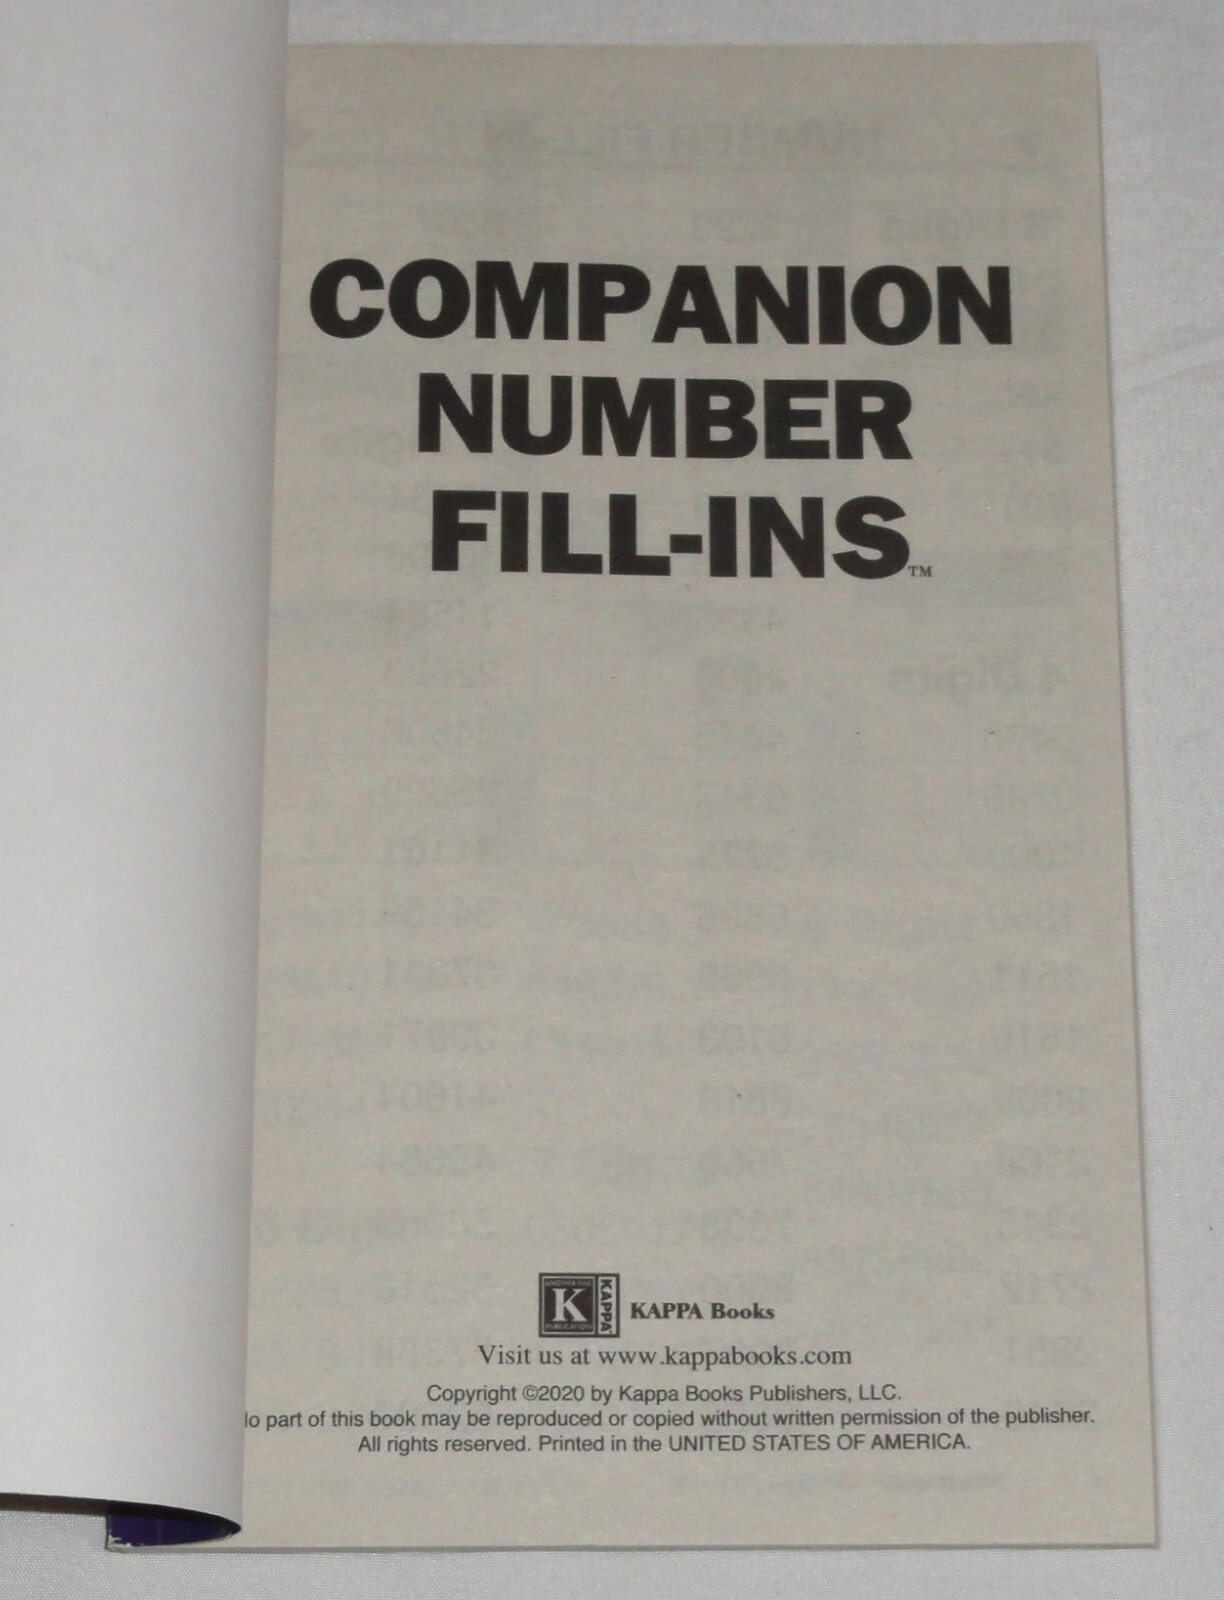 COMPANION
NUMBER
FILL-INS™
K
KAPPA
KAPPA Books
Visit us at www.kappabooks.com
Copyright ©2020 by Kappa Books Publishers, LLC.
part of this book may be reproduced or copied without written permission of the publisher.
All rights reserved. Printed in the UNITED STATES OF AMERICA.